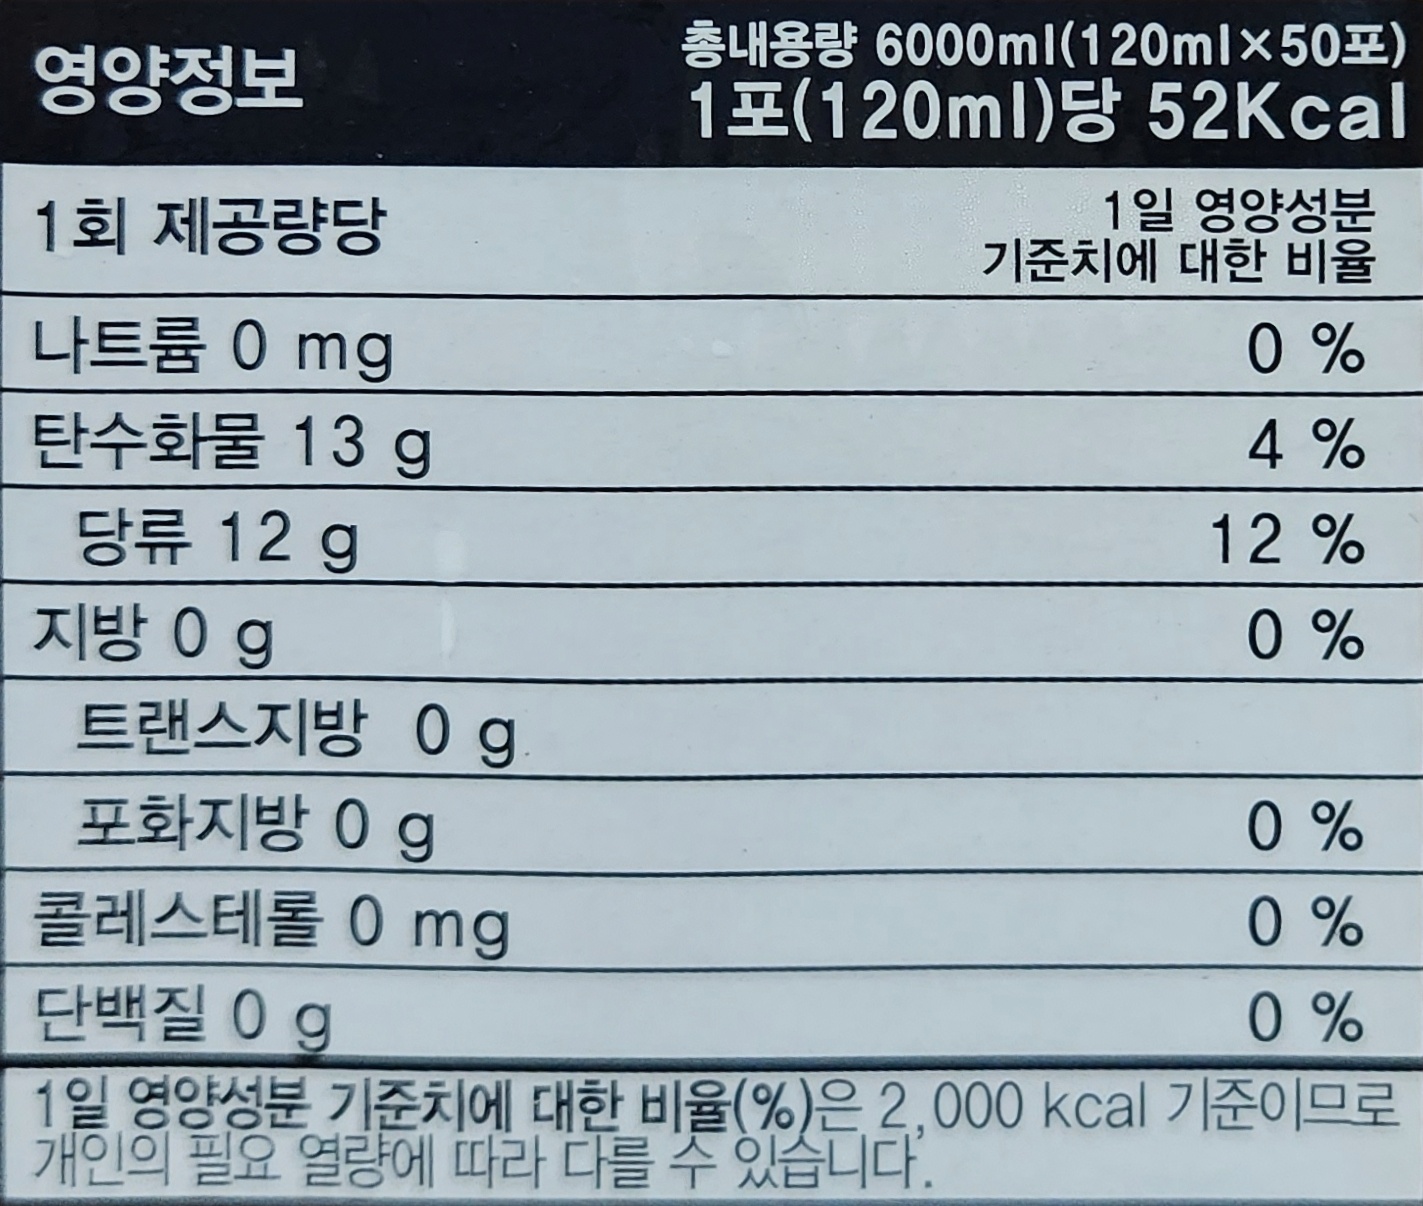 영양정보
총내용량 6000ml(120ml×50포)
1포(120ml)당 52Kcal
1회 제공량당
1일 영양성분
기준치에 대한 비율
나트륨 0 mg 0 %
탄수화물 13 g 4 %
당류 12 g 12 %
지방 0 g 0 %
트랜스지방 0 g
포화지방 0 g 0 %
콜레스테롤 0 mg 0 %
단백질 0 g 0 %
1일 영양성분 기준치에 대한 비율(%)은 2,000 kcal 기준이므로
개인의 필요 열량에 따라 다를 수 있습니다.